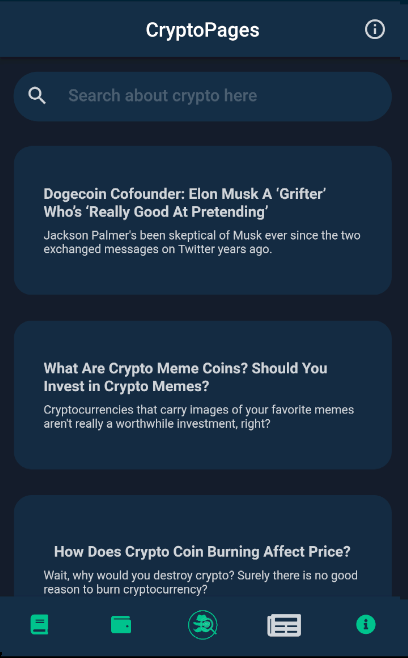 CryptoPages
Search about crypto here
Dogecoin Cofounder: Elon Musk A ‘Grifter’
Who’s ‘Really Good At Pretending’
Jackson Palmer's been skeptical of Musk ever since the two
exchanged messages on Twitter years ago.
What Are Crypto Meme Coins? Should You
Invest in Crypto Memes?
Cryptocurrencies that carry images of your favorite memes
aren't really a worthwhile investment, right?
How Does Crypto Coin Burning Affect Price?
Wait, why would you destroy crypto? Surely there is no good
reason to burn cryptocurrency?